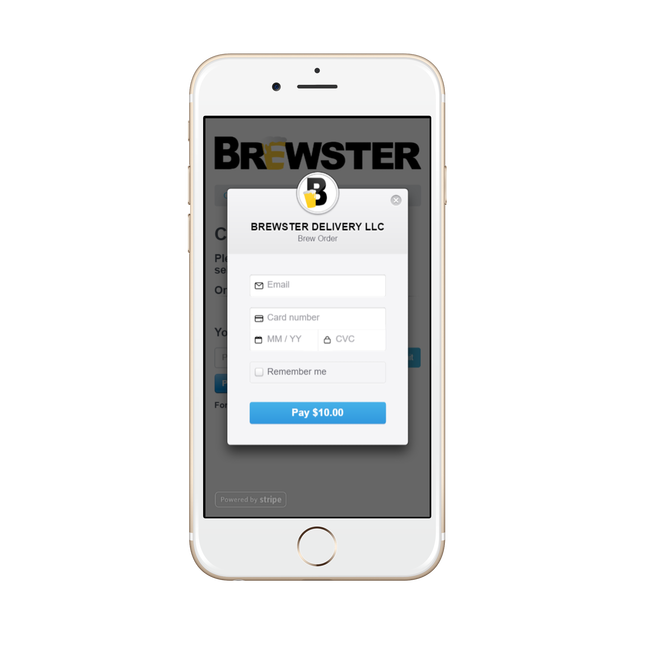 BREWSTER
B
BREWSTER DELIVERY LLC
Brew Order
Email
Card number
MM / YY
CVC
Remember me
Pay $10.00
Powered by stripe